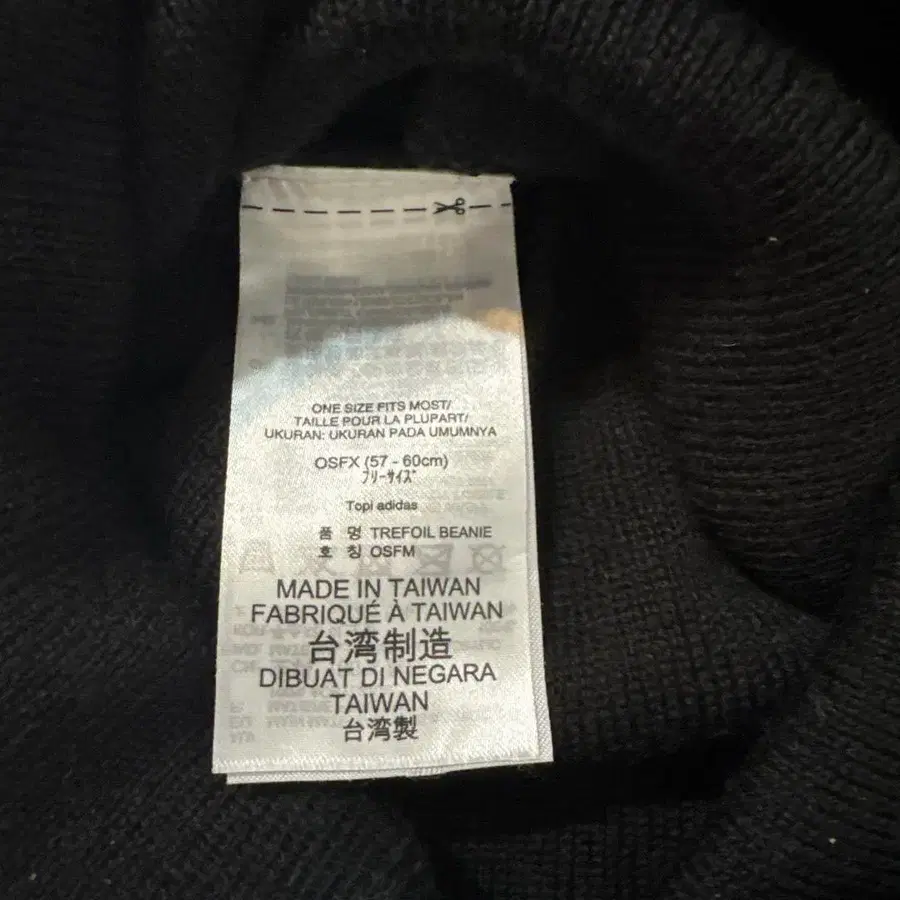 ONE SIZE FITS MOST/
TAILLE POUR LA PLUPART/
UKURAN: UKURAN PADA UMUMNYA
OSFX (57 - 60cm)
フリーサイズ
Topi adidas
품 명 TREFOIL BEANIE
호 칭 OSFM
MADE IN TAIWAN
FABRIQUÉ À TAIWAN
台湾制造
DIBUAT DI NEGARA
TAIWAN
台湾製